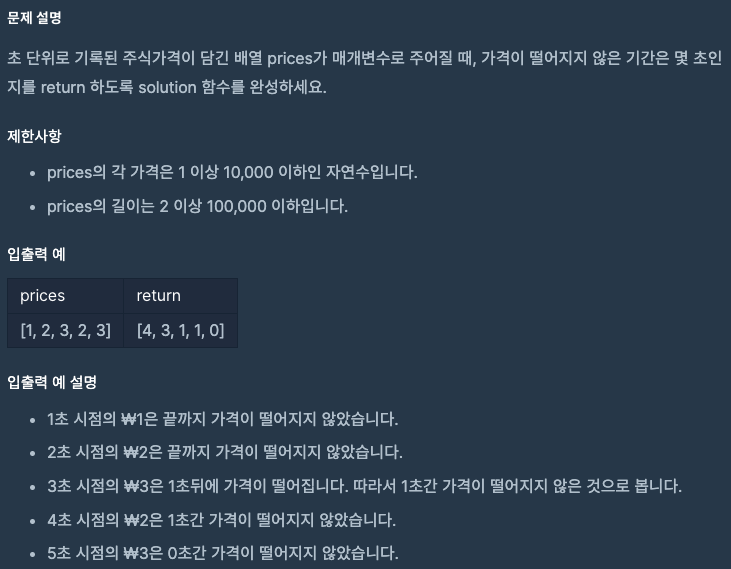 문제 설명
초 단위로 기록된 주식가격이 담긴 배열 prices가 매개변수로 주어질 때, 가격이 떨어지지 않은 기간은 몇 초인
지를 return 하도록 solution 함수를 완성하세요.
제한사항
• prices의 각 가격은 1 이상 10,000 이하인 자연수입니다.
• prices의 길이는 2 이상 100,000 이하입니다.
입출력 예
prices return
[1, 2, 3, 2, 3] [4, 3, 1, 1, 0]
입출력 예 설명
• 1초 시점의 ₩1은 끝까지 가격이 떨어지지 않았습니다.
• 2초 시점의 ₩2은 끝까지 가격이 떨어지지 않았습니다.
• 3초 시점의 ₩3은 1초뒤에 가격이 떨어집니다. 따라서 1초간 가격이 떨어지지 않은 것으로 봅니다.
• 4초 시점의 ₩2은 1초간 가격이 떨어지지 않았습니다.
• 5초 시점의 ₩3은 0초간 가격이 떨어지지 않았습니다.